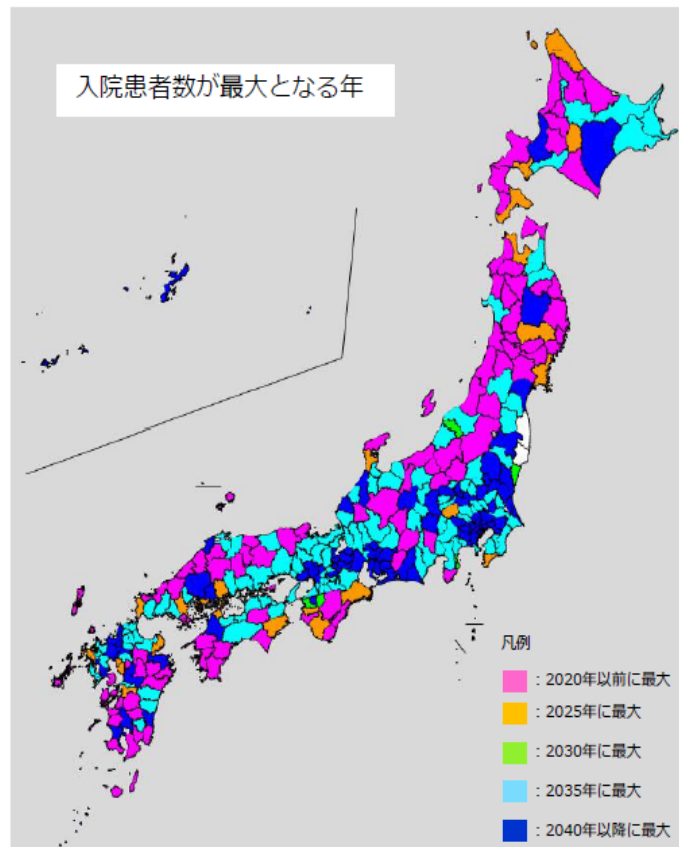 入院患者数が最大となる年
凡例
：2020年以前に最大
：2025年に最大
：2030年に最大
：2035年に最大
：2040年以降に最大